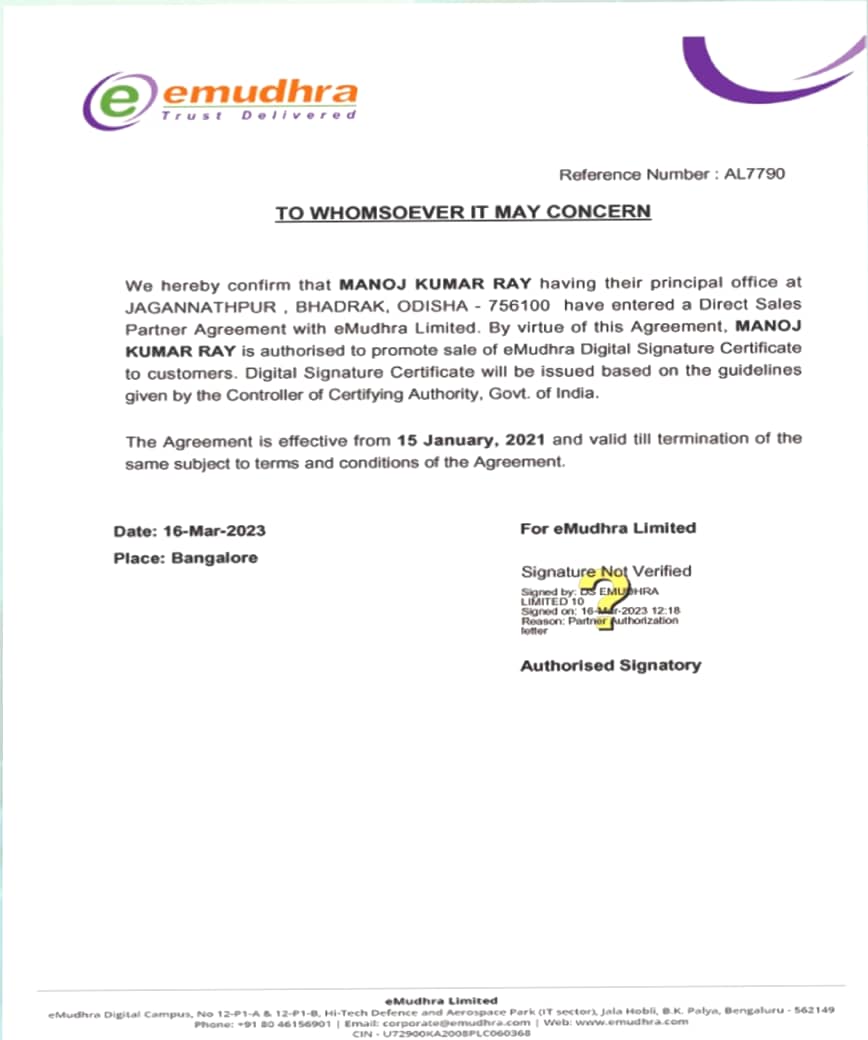 e emudhra
Trust Delivered
Reference Number : AL7790
TO WHOMSOEVER IT MAY CONCERN
We hereby confirm that MANOJ KUMAR RAY having their principal office at
JAGANNATHPUR , BHADRAK, ODISHA - 756100 have entered a Direct Sales
Partner Agreement with eMudhra Limited. By virtue of this Agreement, MANOJ
KUMAR RAY is authorised to promote sale of eMudhra Digital Signature Certificate
to customers. Digital Signature Certificate will be issued based on the guidelines
given by the Controller of Certifying Authority, Govt. of India.
The Agreement is effective from 15 January, 2021 and valid till termination of the
same subject to terms and conditions of the Agreement.
Date: 16-Mar-2023
Place: Bangalore
For eMudhra Limited
Signature Not Verified
Signed by: DS EMUDHRA
LIMITED 10
Signed on: 16-Mar-2023 12:18
Reason: Partner Authorization
letter
?
Authorised Signatory
eMudhra Limited
eMudhra Digital Campus, No 12-P1-A & 12-P1-B, Hi-Tech Defence and Aerospace Park (IT sector), Jala Hobli, B.K. Palya, Bengaluru - 562149
Phone: +91 80 46156901 | Email: corporate@emudhra.com | Web: www.emudhra.com
CIN - U72900KA2008PLC060368